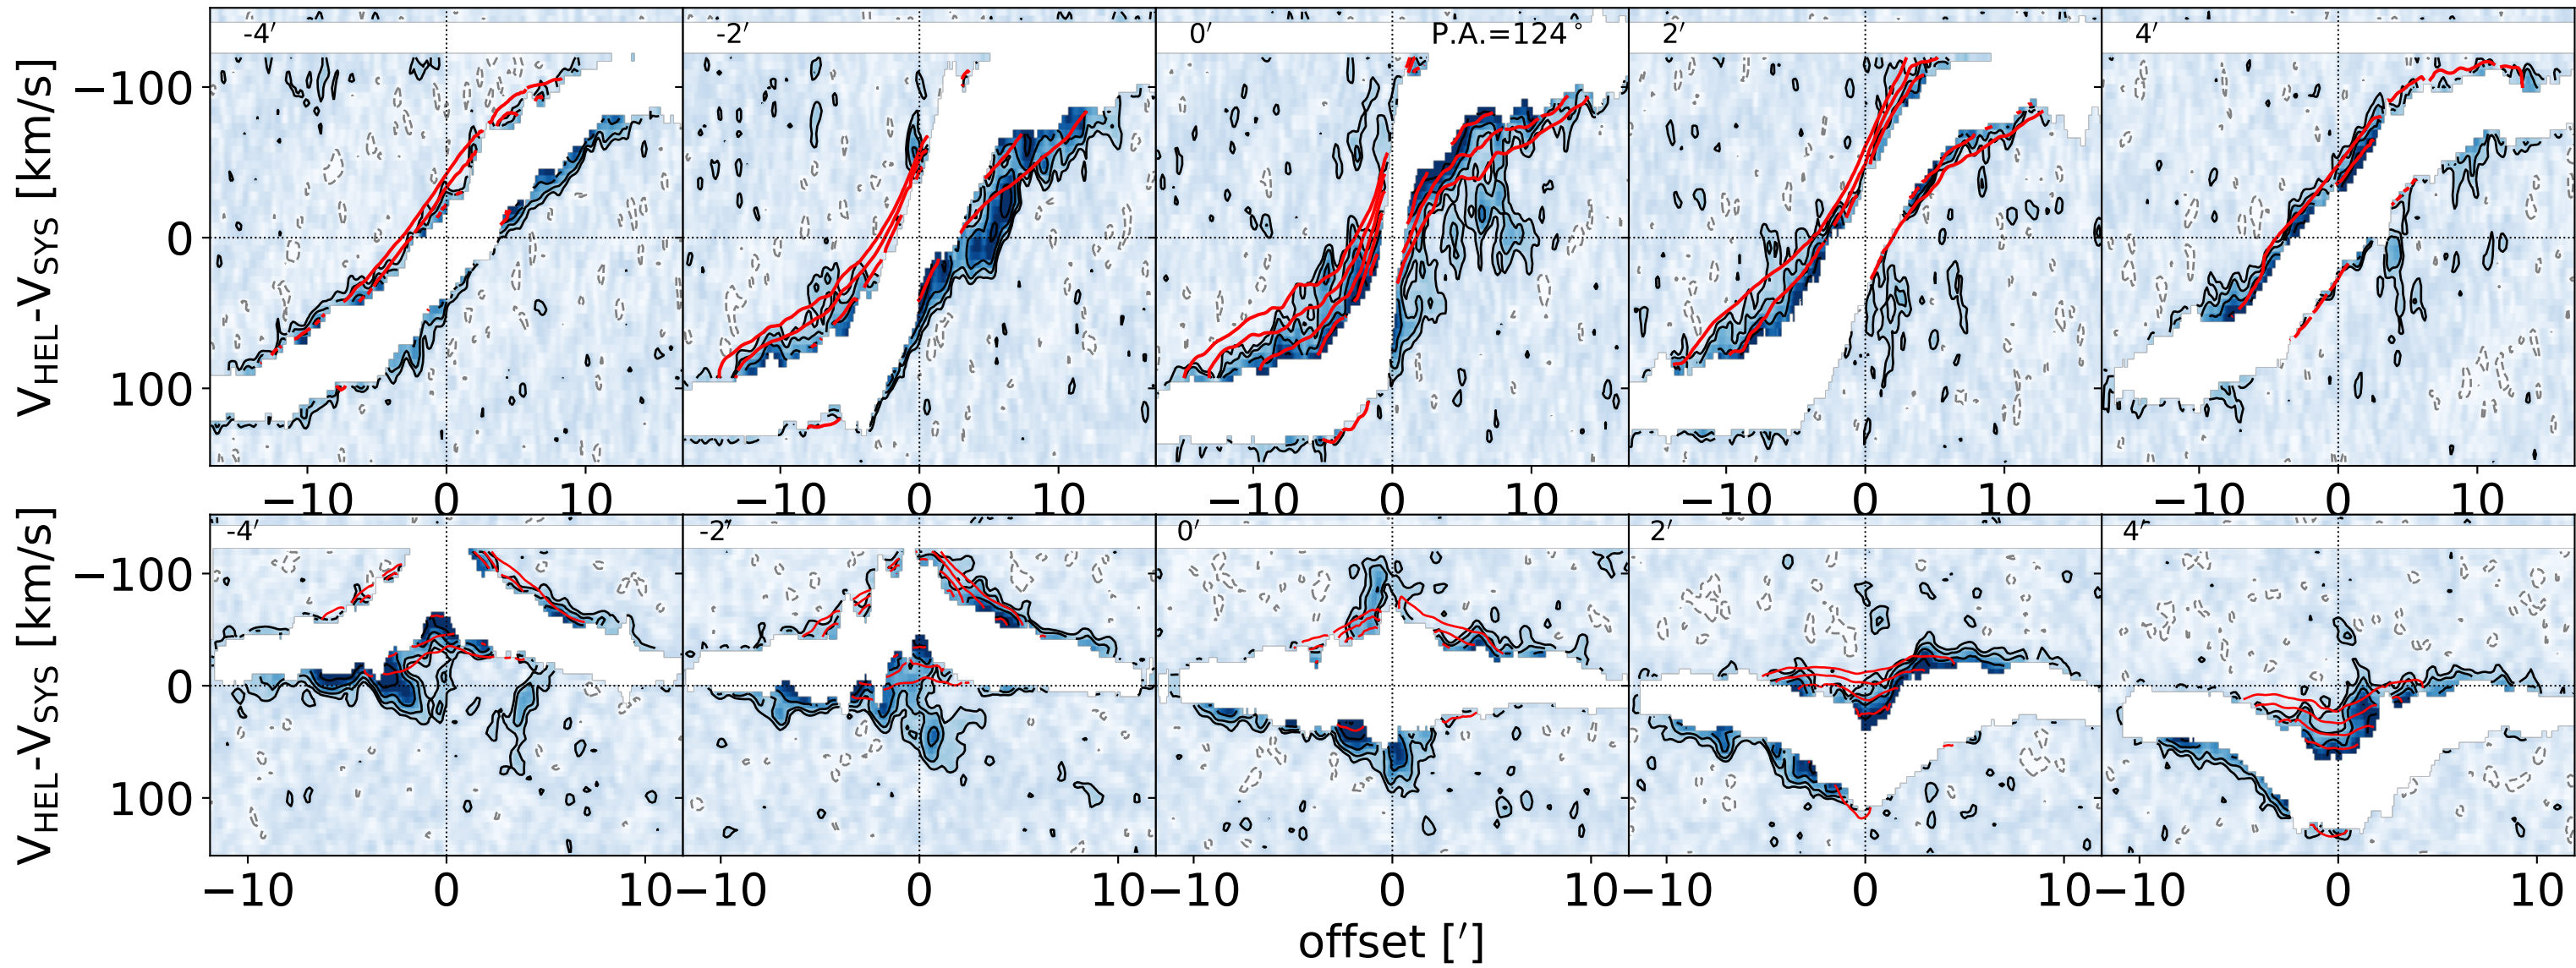 -4′ -2′ 0′ P.A.=124° 2′ 4′
V_HEL-V_SYS [km/s]
−100
0
100
−10 0 10 −10 0 10 −10 0 10 −10 0 10 −10 0 10
-4′ -2′ 0′ 2′ 4′
V_HEL-V_SYS [km/s]
−100
0
100
−10 0 10 −10 0 10 −10 0 10 −10 0 10 −10 0 10
offset [′]